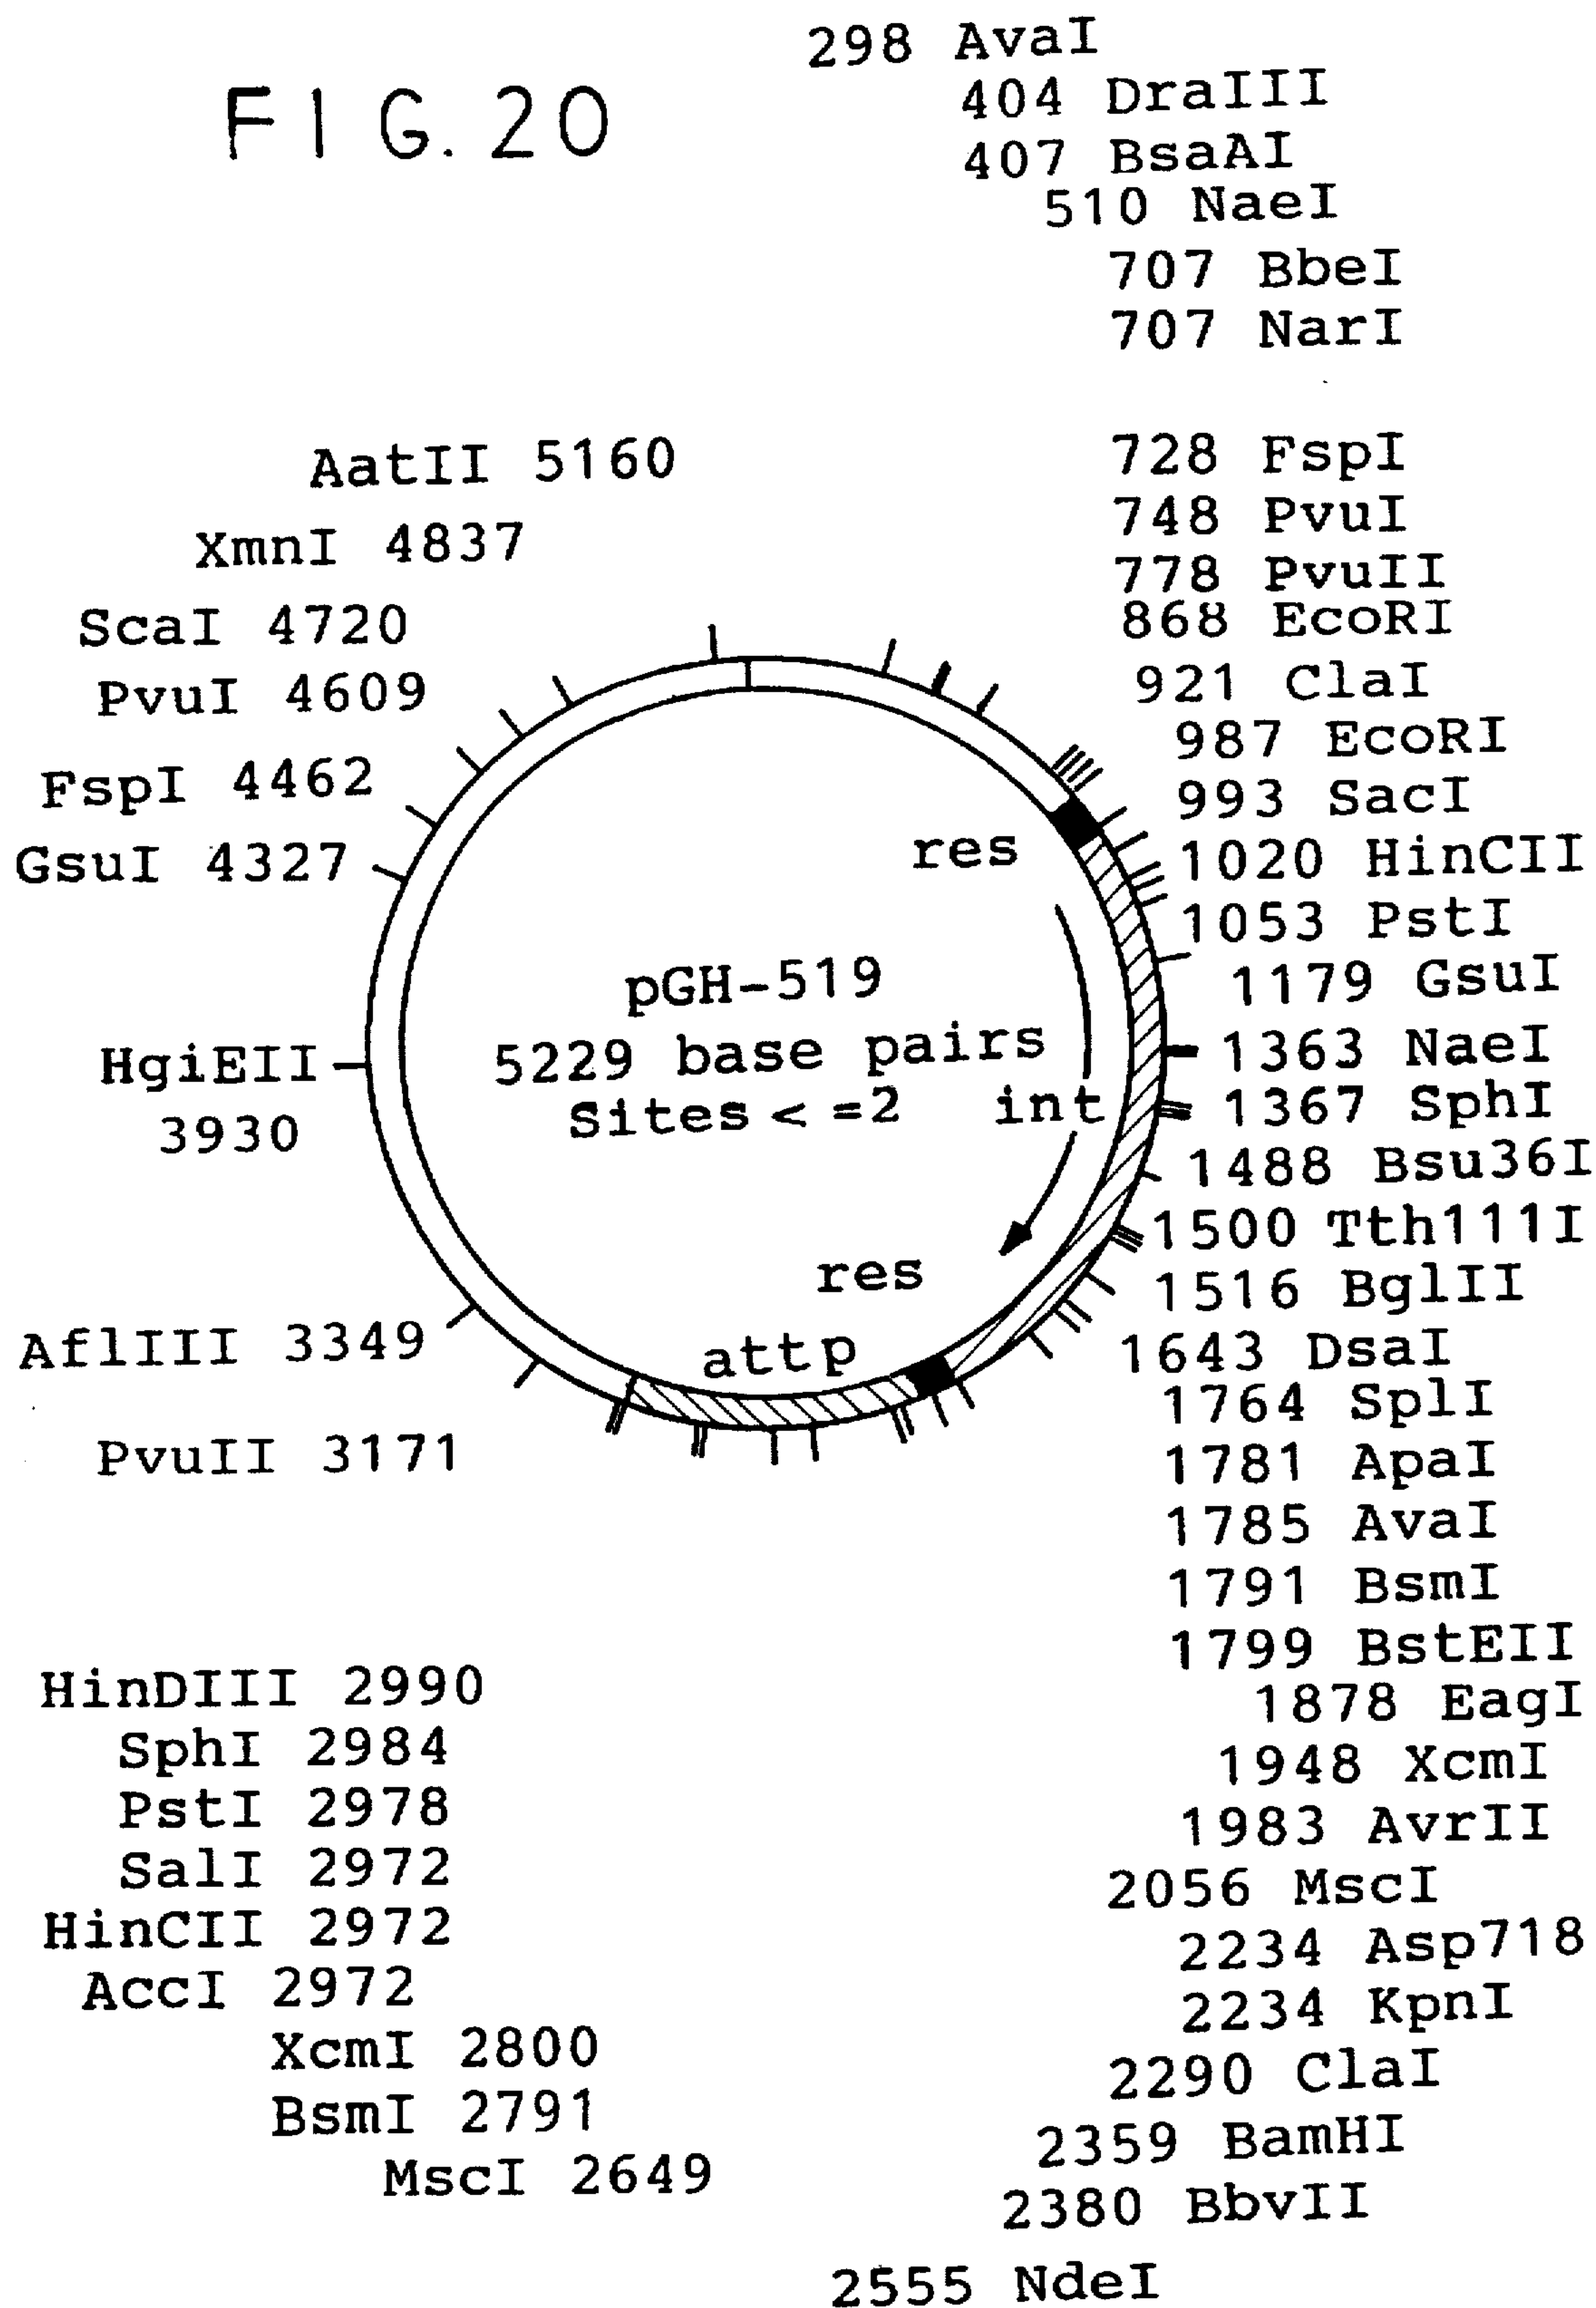 FIG. 20
298 AvaI
404 DraIII
407 BsaAI
510 NaeI
707 BbeI
707 NarI
728 FspI
748 PvuI
778 PvuII
868 EcoRI
921 ClaI
987 EcoRI
993 SacI
1020 HinCII
1053 PstI
1179 GsuI
1363 NaeI
1367 SphI
1488 Bsu36I
1500 Tth111I
1516 BglII
1643 DsaI
1764 SplI
1781 ApaI
1785 AvaI
1791 BsmI
1799 BstEII
1878 EagI
1948 XcmI
1983 AvrII
2056 MscI
2234 Asp718
2234 KpnI
2290 ClaI
2359 BamHI
2380 BbvII
2555 NdeI
AatII 5160
XmnI 4837
ScaI 4720
PvuI 4609
FspI 4462
GsuI 4327
HgiEII
3930
AflIII 3349
PvuII 3171
HinDIII 2990
SphI 2984
PstI 2978
SalI 2972
HinCII 2972
AccI 2972
XcmI 2800
BsmI 2791
MscI 2649
res
pGH-519
5229 base pairs
Sites < =2
int
res
attp